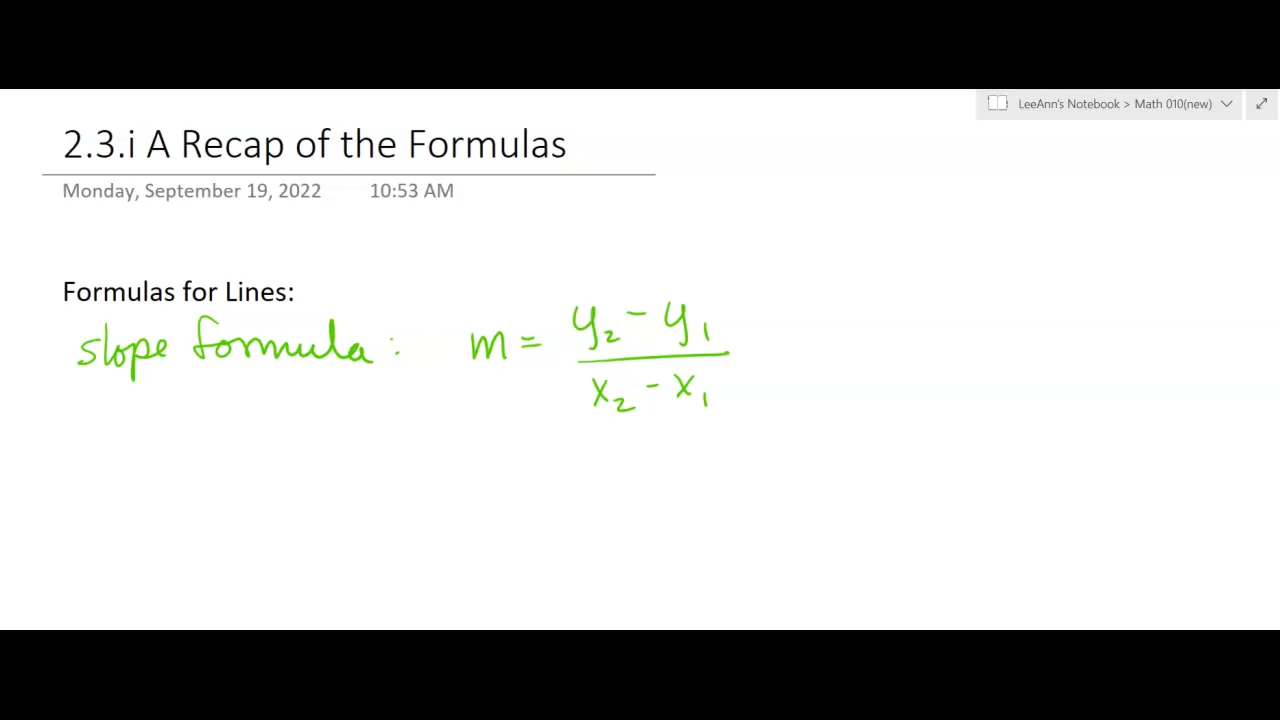 LeeAnn's Notebook > Math 010(new)
2.3.i A Recap of the Formulas
Monday, September 19, 2022 10:53 AM
Formulas for Lines:
slope formula: m = y₂ - y₁ / x₂ - x₁